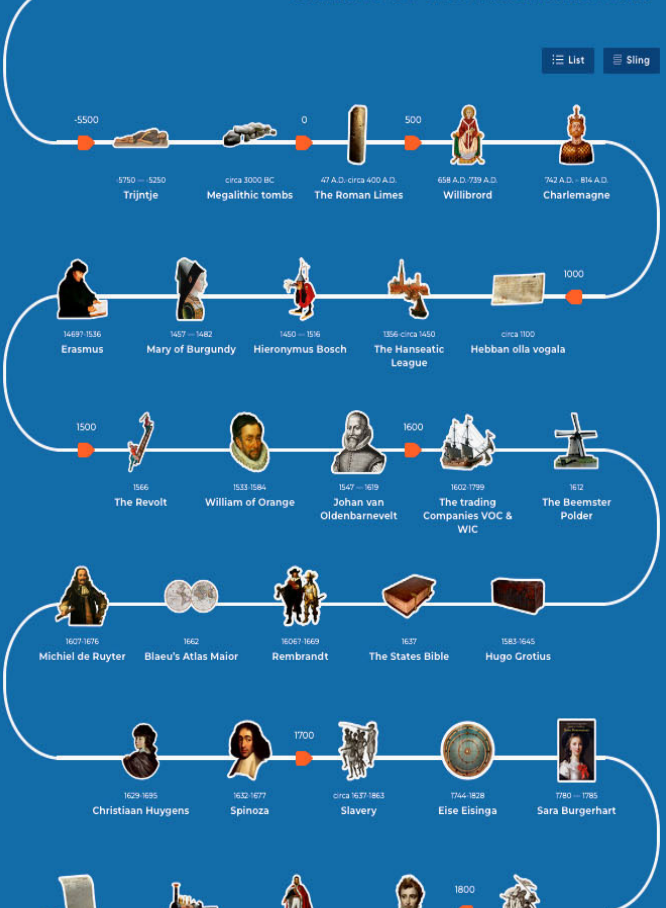 List
Sling
-5500
0
500
-5750 — -5250
circa 3000 BC
47 A.D.-circa 400 A.D.
658 A.D.-739 A.D.
742 A.D. - 814 A.D.
Trijntje
Megalithic tombs
The Roman Limes
Willibrord
Charlemagne
1000
1469?-1536
1457 — 1482
1450 — 1516
1356-circa 1450
circa 1100
Erasmus
Mary of Burgundy
Hieronymus Bosch
The Hanseatic
League
Hebban olla vogala
1500
1600
1566
1533-1584
1547 — 1619
1602-1799
1612
The Revolt
William of Orange
Johan van
Oldenbarnevelt
The trading
Companies VOC &
WIC
The Beemster
Polder
1607-1676
1662
1606?-1669
1637
1583-1645
Michiel de Ruyter
Blaeu's Atlas Maior
Rembrandt
The States Bible
Hugo Grotius
1700
1629-1695
1632-1677
circa 1637-1863
1744-1828
1780 — 1785
Christiaan Huygens
Spinoza
Slavery
Eise Eisinga
Sara Burgerhart
1800